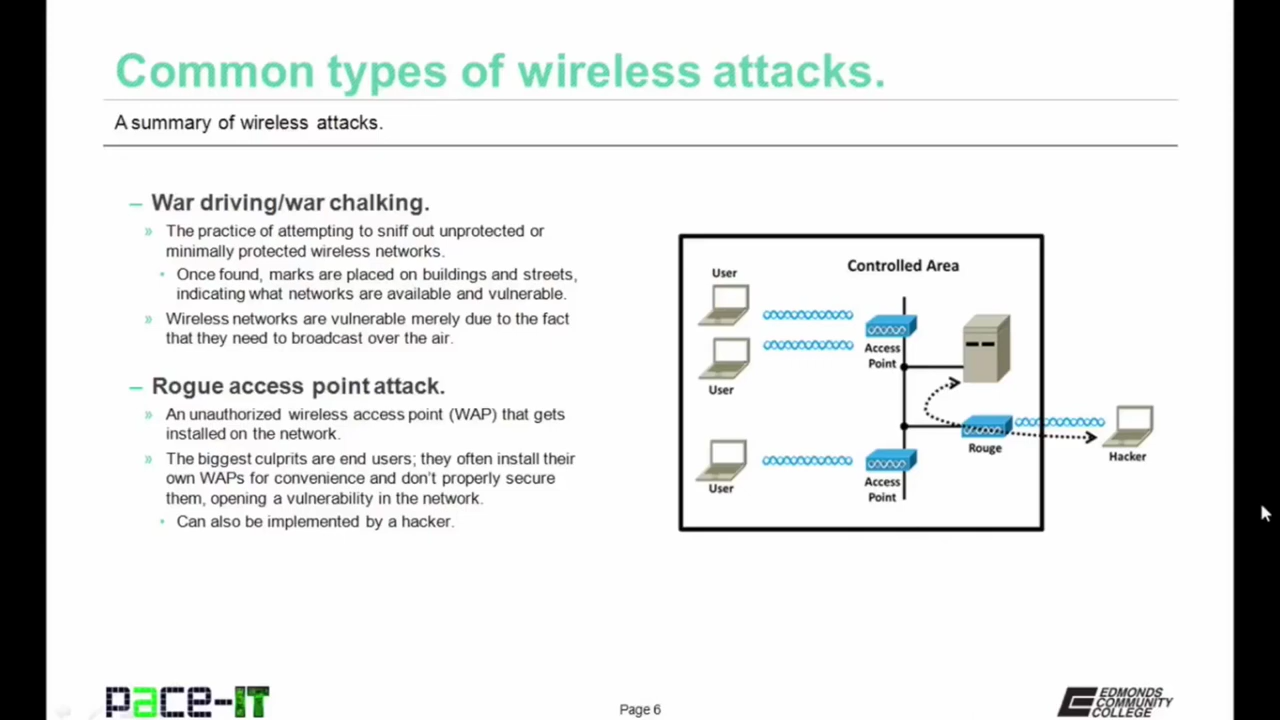 Common types of wireless attacks.
A summary of wireless attacks.
– War driving/war chalking.
» The practice of attempting to sniff out unprotected or
minimally protected wireless networks.
• Once found, marks are placed on buildings and streets,
indicating what networks are available and vulnerable.
» Wireless networks are vulnerable merely due to the fact
that they need to broadcast over the air.
– Rogue access point attack.
» An unauthorized wireless access point (WAP) that gets
installed on the network.
» The biggest culprits are end users; they often install their
own WAPs for convenience and don't properly secure
them, opening a vulnerability in the network.
• Can also be implemented by a hacker.
Controlled Area
User
User
User
Access
Point
Access
Point
Rouge
Hacker
pace-IT
Page 6
EDMONDS
COMMUNITY
COLLEGE